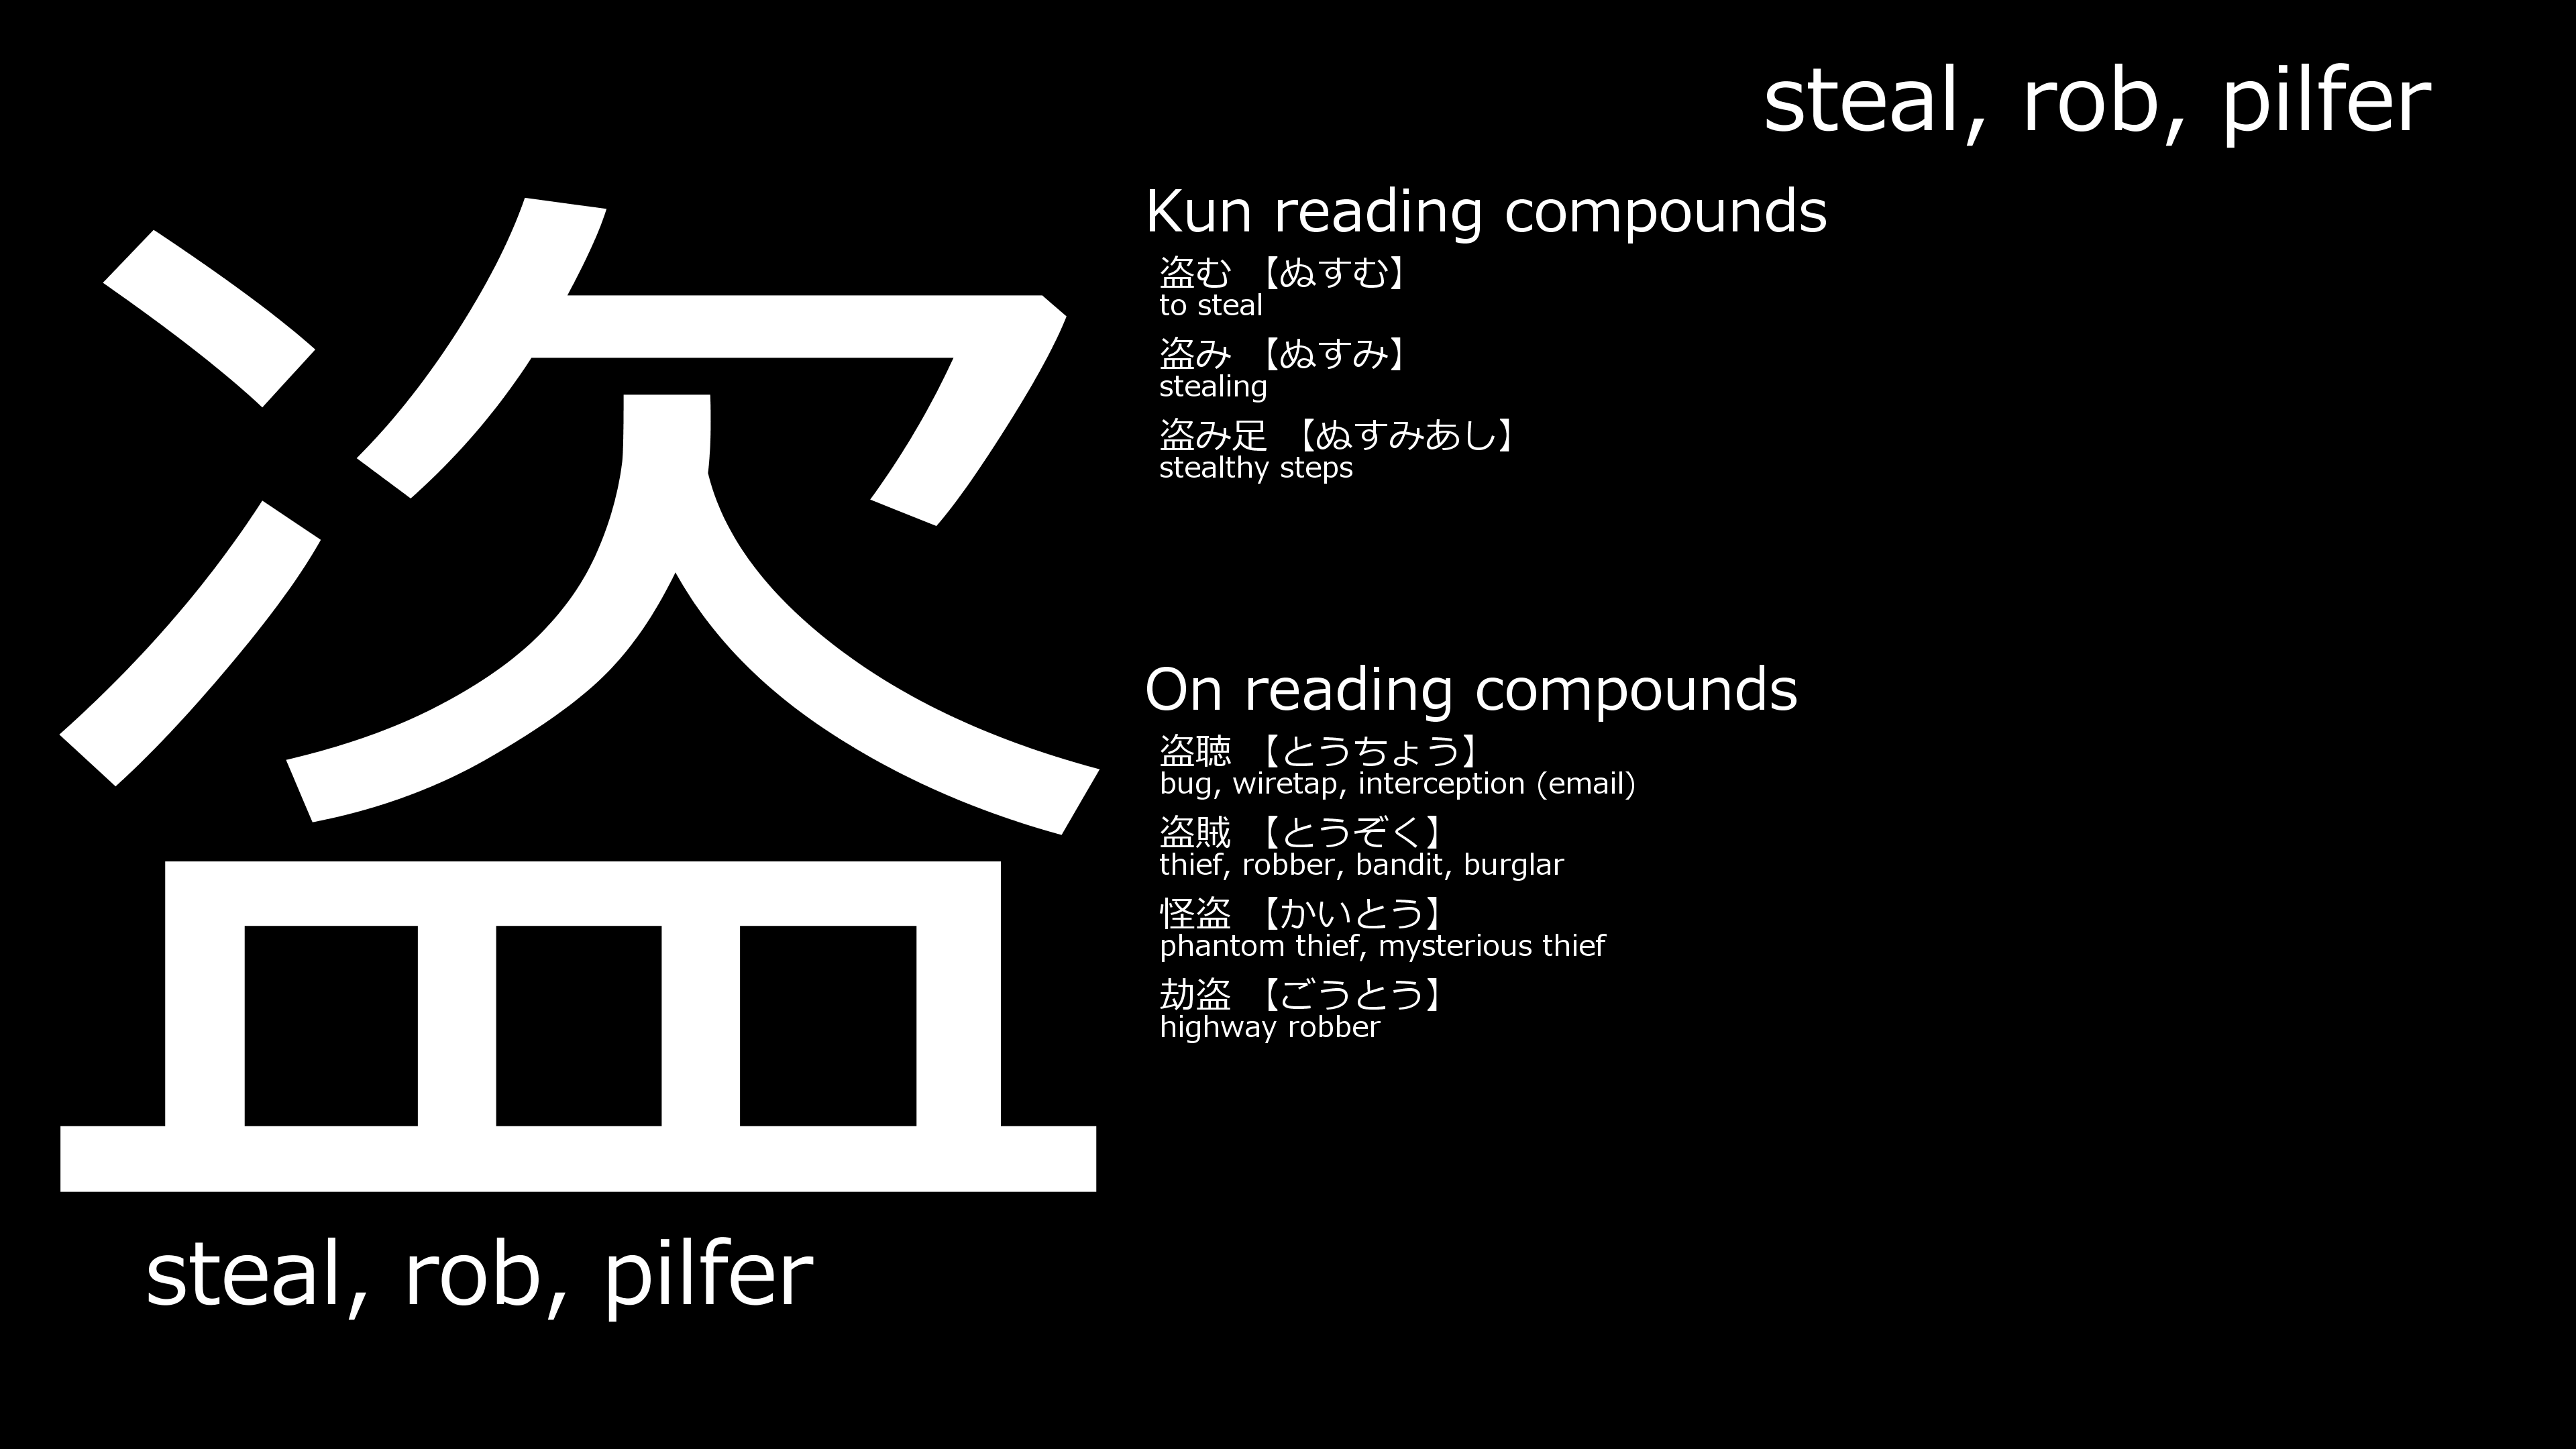 steal, rob, pilfer
盗
steal, rob, pilfer
Kun reading compounds
盗む 【ぬすむ】
to steal
盗み 【ぬすみ】
stealing
盗み足 【ぬすみあし】
stealthy steps
On reading compounds
盗聴 【とうちょう】
bug, wiretap, interception (email)
盗賊 【とうぞく】
thief, robber, bandit, burglar
怪盗 【かいとう】
phantom thief, mysterious thief
劫盗 【ごうとう】
highway robber